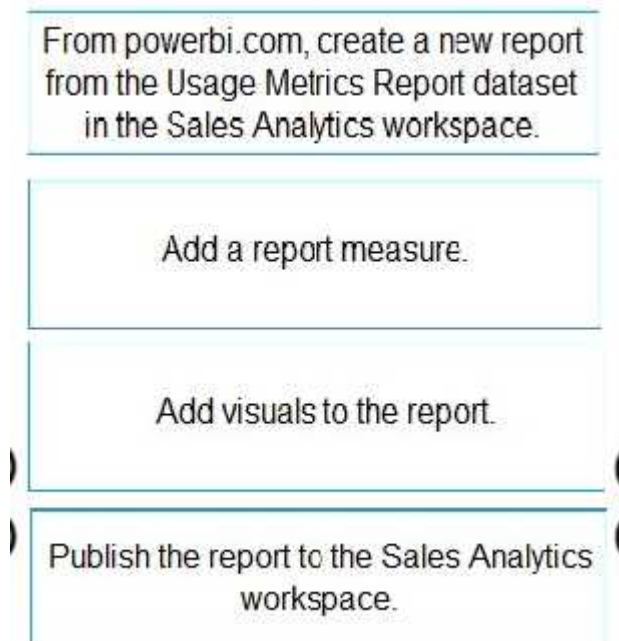 From powerbi.com, create a new report
from the Usage Metrics Report dataset
in the Sales Analytics workspace.
Add a report measure.
Add visuals to the report.
Publish the report to the Sales Analytics
workspace.